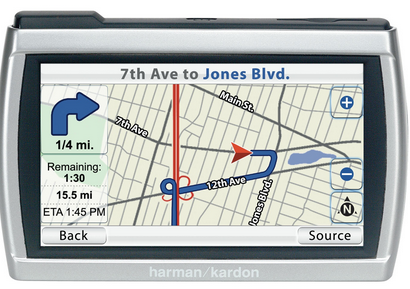 7th Ave to Jones Blvd.
1/4 mi.
Remaining:
1:30
15.5 mi
ETA 1:45 PM
Main St.
7th Ave
12th Ave
Jones Blvd.
N
Back
Source
harman/kardon